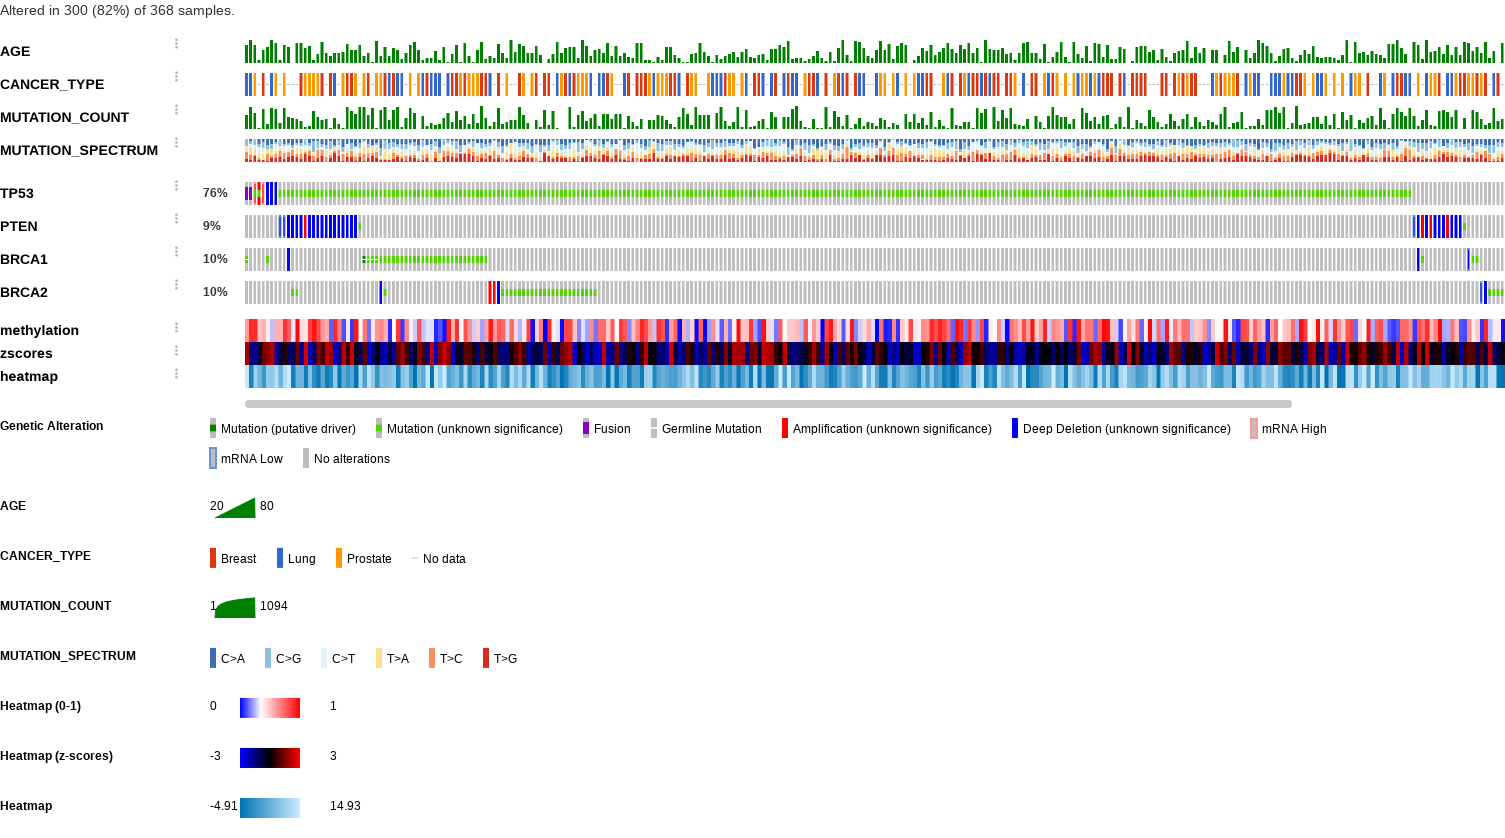 Altered in 300 (82%) of 368 samples.
AGE
CANCER_TYPE
MUTATION_COUNT
MUTATION_SPECTRUM
TP53 76%
PTEN 9%
BRCA1 10%
BRCA2 10%
methylation
zscores
heatmap
Genetic Alteration Mutation (putative driver) Mutation (unknown significance) Fusion Germline Mutation Amplification (unknown significance) Deep Deletion (unknown significance) mRNA High
mRNA Low No alterations
AGE 20 80
CANCER_TYPE Breast Lung Prostate No data
MUTATION_COUNT 1 1094
MUTATION_SPECTRUM C>A C>G C>T T>A T>C T>G
Heatmap (0-1) 0 1
Heatmap (z-scores) -3 3
Heatmap -4.91 14.93